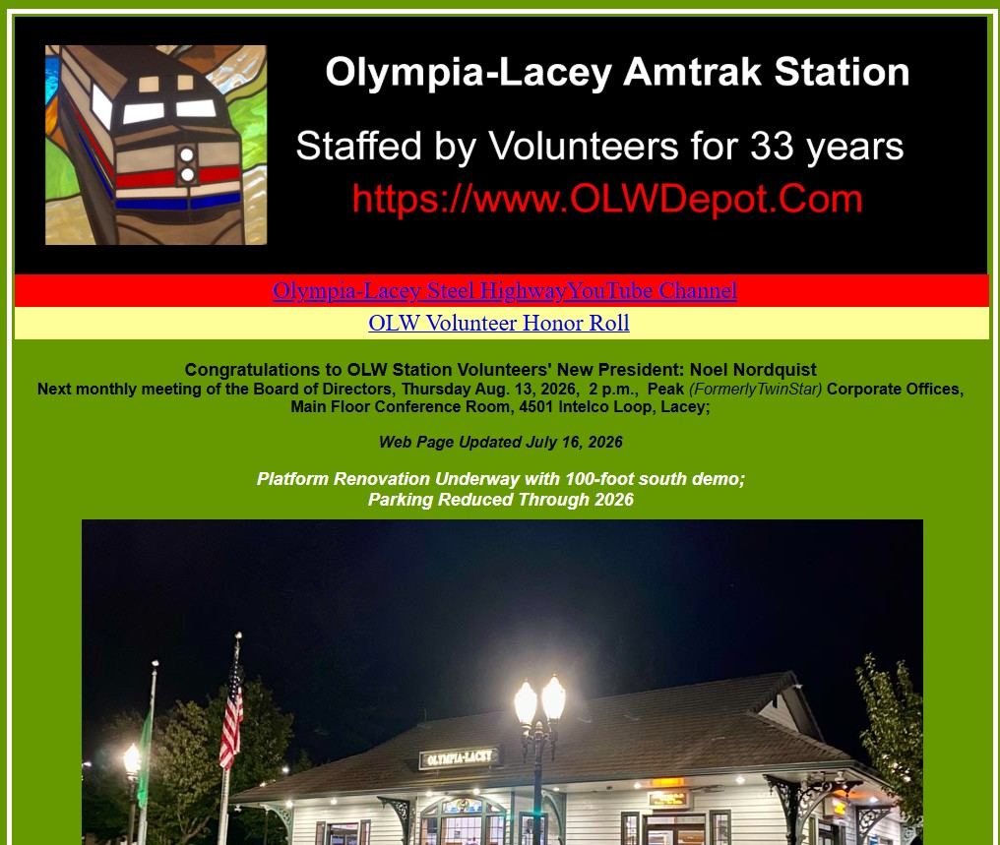 Olympia-Lacey Amtrak Station
Staffed by Volunteers for 33 years
https://www.OLWDepot.Com
Olympia-Lacey Steel HighwayYouTube Channel
OLW Volunteer Honor Roll
Congratulations to OLW Station Volunteers' New President: Noel Nordquist
Next monthly meeting of the Board of Directors, Thursday Aug. 13, 2026,  2 p.m.,  Peak (FormerlyTwinStar) Corporate Offices,
Main Floor Conference Room, 4501 Intelco Loop, Lacey;
Web Page Updated July 16, 2026
Platform Renovation Underway with 100-foot south demo;
Parking Reduced Through 2026
OLYMPIA-LACEY